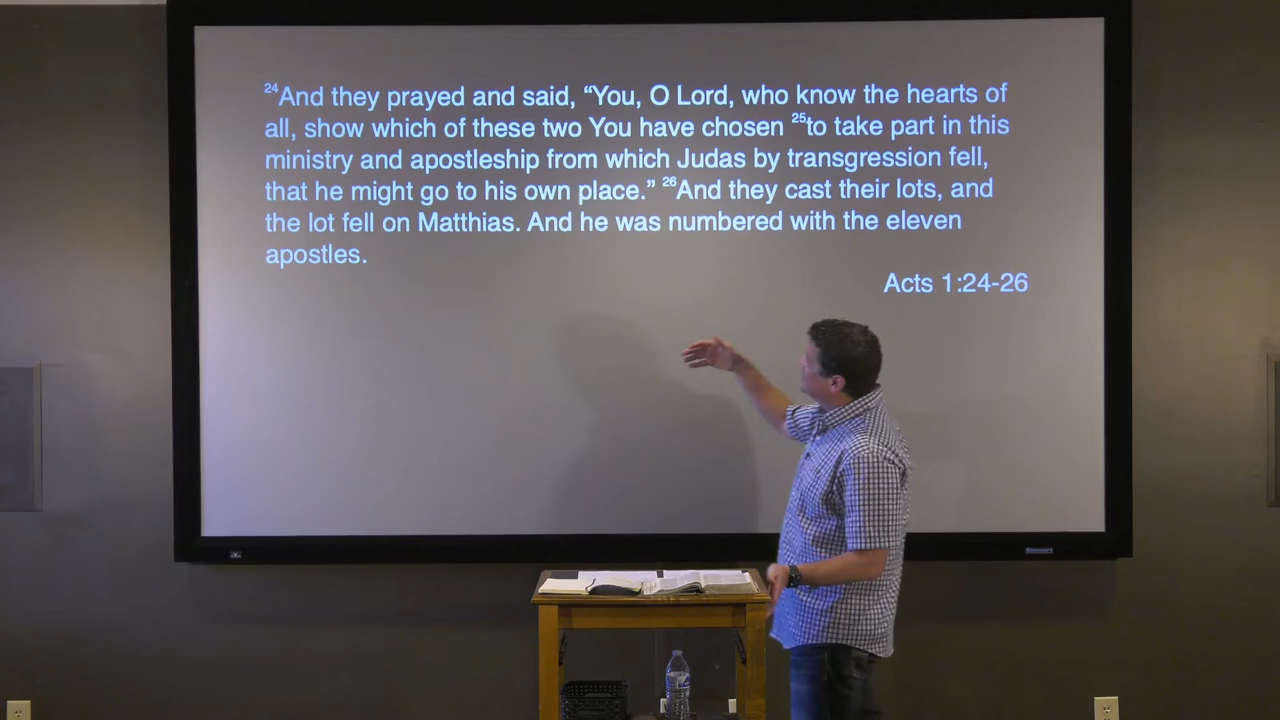 24And they prayed and said, “You, O Lord, who know the hearts of
all, show which of these two You have chosen 25to take part in this
ministry and apostleship from which Judas by transgression fell,
that he might go to his own place.” 26And they cast their lots, and
the lot fell on Matthias. And he was numbered with the eleven
apostles.
Acts 1:24-26
Stewart